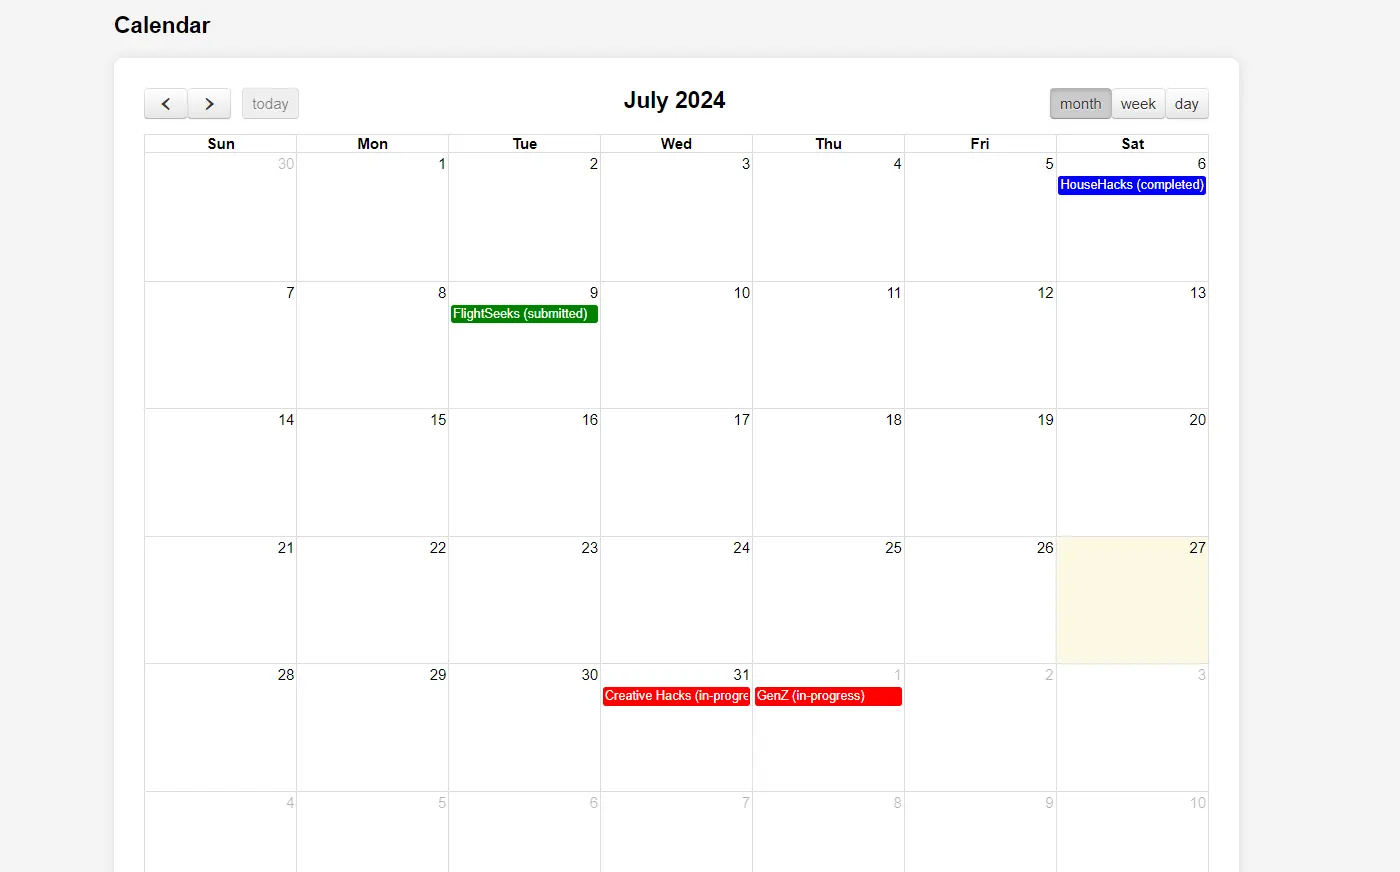 Calendar
today
July 2024
month week day
Sun Mon Tue Wed Thu Fri Sat
30 1 2 3 4 5 6
HouseHacks (completed)
7 8 9 10 11 12 13
FlightSeeks (submitted)
14 15 16 17 18 19 20
21 22 23 24 25 26 27
28 29 30 31 1 2 3
Creative Hacks (in-progre GenZ (in-progress)
4 5 6 7 8 9 10